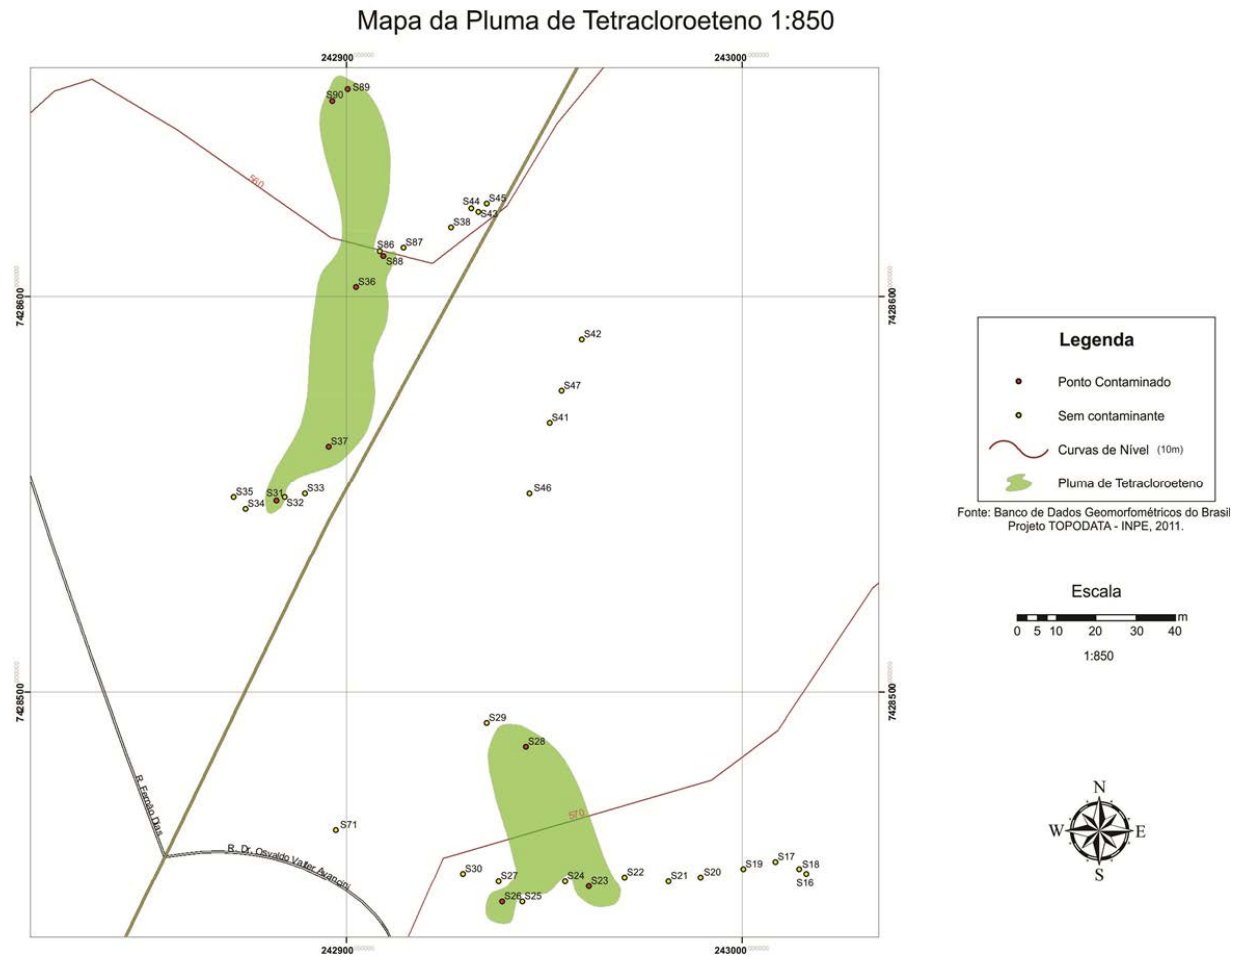 Mapa da Pluma de Tetracloroeteno 1:850
242900
243000
S89
S90
S45
S44
S43
S38
S87
S86
S88
560
S36
7428600
7428600
S42
S47
S41
S37
S46
S33
S35
S31
S32
S34
Legenda
Ponto Contaminado
Sem contaminante
Curvas de Nível (10m)
Pluma de Tetracloroeteno
Fonte: Banco de Dados Geomorfométricos do Brasil
Projeto TOPODATA - INPE, 2011.
Escala
0 5 10 20 30 40 m
1:850
7428500
7428500
S29
S28
R. Fernão Dias
570
S71
R. Dr. Osvaldo Valter Avancini
S30
S27
S24
S23
S22
S21
S20
S19
S17
S18
S16
S26
S25
N
W
E
S
242900
243000